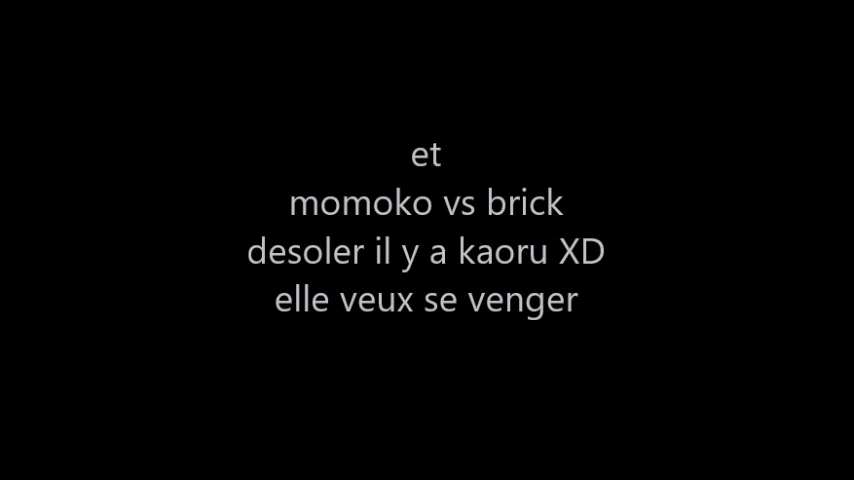 et
momoko vs brick
desoler il y a kaoru XD
elle veux se venger